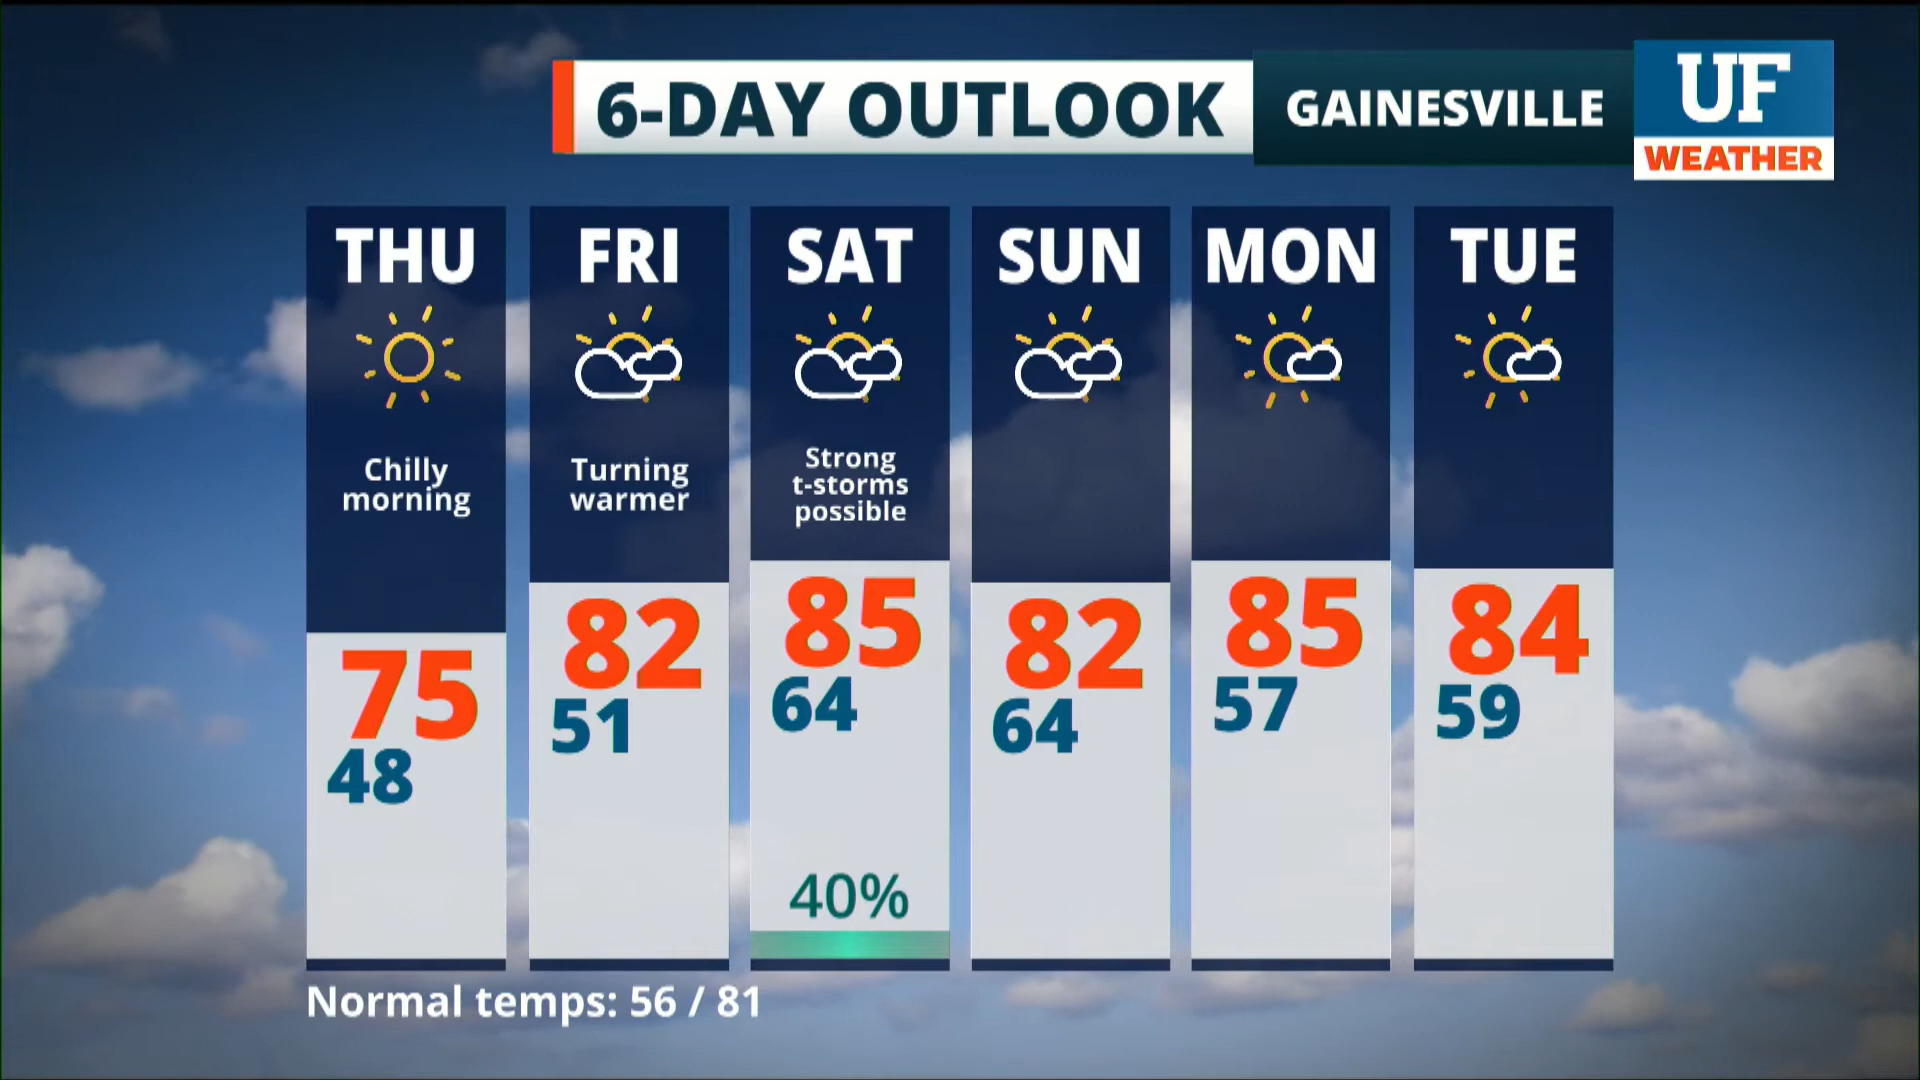 6-DAY OUTLOOK
GAINESVILLE
UF
WEATHER
THU
Chilly
morning
75
48
FRI
Turning
warmer
82
51
SAT
Strong
t-storms
possible
85
64
40%
SUN
82
64
MON
85
57
TUE
84
59
Normal temps: 56 / 81